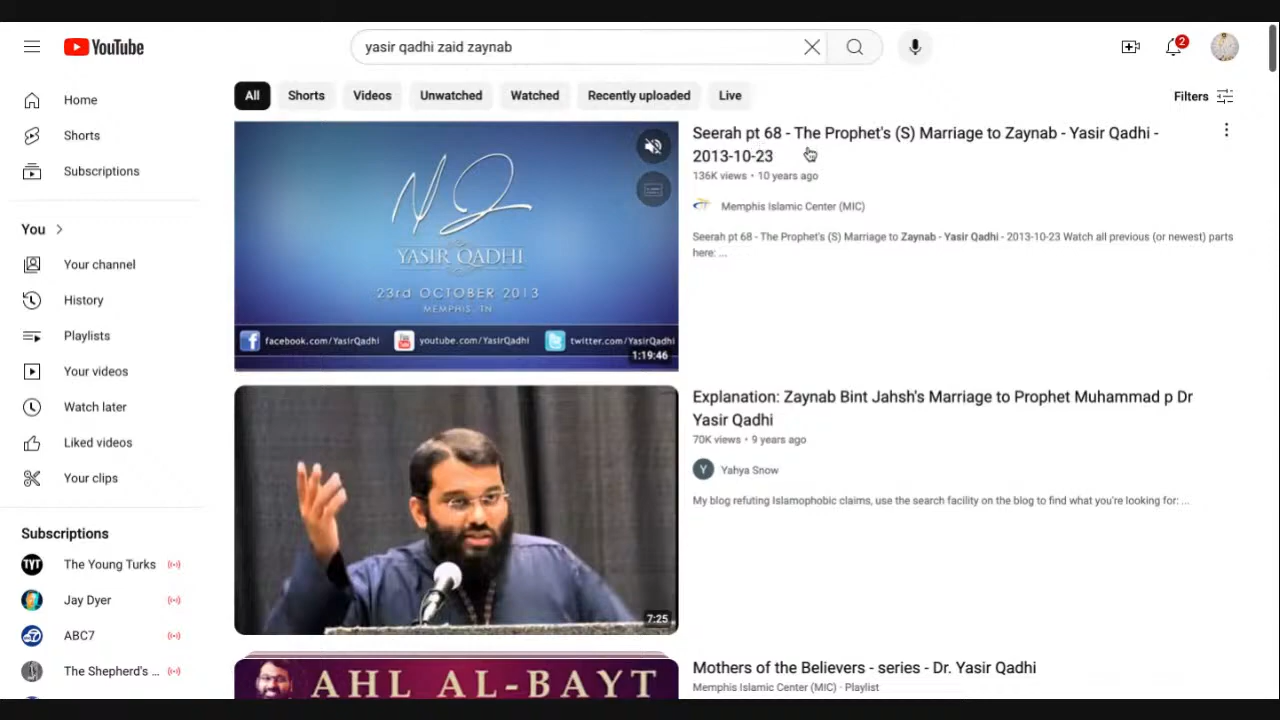 YouTube
yasir qadhi zaid zaynab
2
All
Shorts
Videos
Unwatched
Watched
Recently uploaded
Live
Filters
Home
Shorts
Subscriptions
You
Your channel
History
Playlists
Your videos
Watch later
Liked videos
Your clips
Subscriptions
TYT
The Young Turks
Jay Dyer
7
ABC7
The Shepherd's ...
YASIR QADHI
23rd OCTOBER 2013
MEMPHIS, TN
facebook.com/YasirQadhi
youtube.com/YasirQadhi
twitter.com/YasirQadhi
1:19:46
Seerah pt 68 - The Prophet's (S) Marriage to Zaynab - Yasir Qadhi -
2013-10-23
136K views • 10 years ago
Memphis Islamic Center (MIC)
Seerah pt 68 - The Prophet's (S) Marriage to Zaynab - Yasir Qadhi - 2013-10-23 Watch all previous (or newest) parts
here: ...
7:25
Explanation: Zaynab Bint Jahsh's Marriage to Prophet Muhammad p Dr
Yasir Qadhi
70K views • 9 years ago
Y
Yahya Snow
My blog refuting Islamophobic claims, use the search facility on the blog to find what you're looking for: ...
AHL AL-BAYT
Mothers of the Believers - series - Dr. Yasir Qadhi
Memphis Islamic Center (MIC) · Playlist